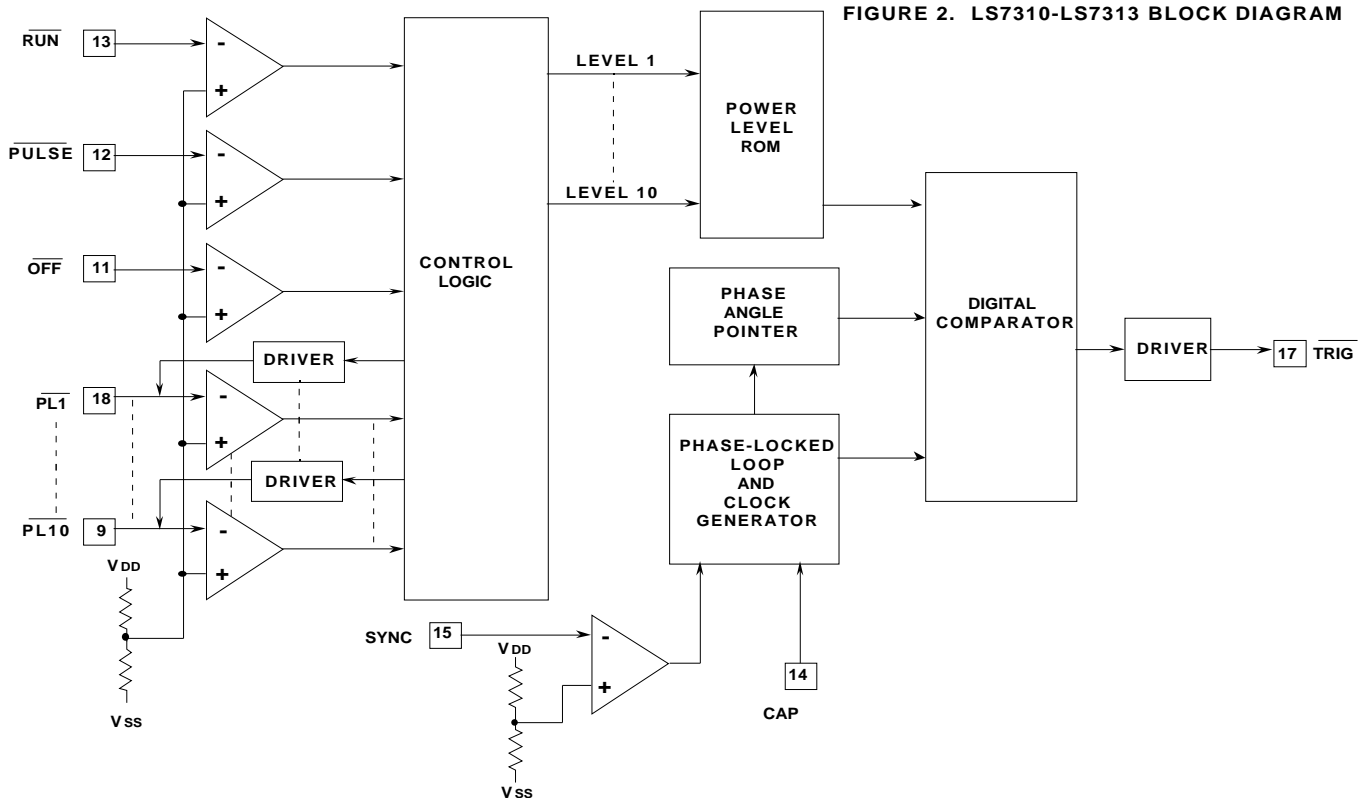 FIGURE 2. LS7310-LS7313 BLOCK DIAGRAM
RUN 13
-
+
PULSE 12
-
+
OFF 11
-
+
PL1 18
-
+
PL10 9
-
+
DRIVER
DRIVER
VDD
VSS
CONTROL
LOGIC
LEVEL 1
LEVEL 10
POWER
LEVEL
ROM
PHASE
ANGLE
POINTER
PHASE-LOCKED
LOOP
AND
CLOCK
GENERATOR
DIGITAL
COMPARATOR
DRIVER
17 TRIG
SYNC 15
-
+
VDD
VSS
14
CAP